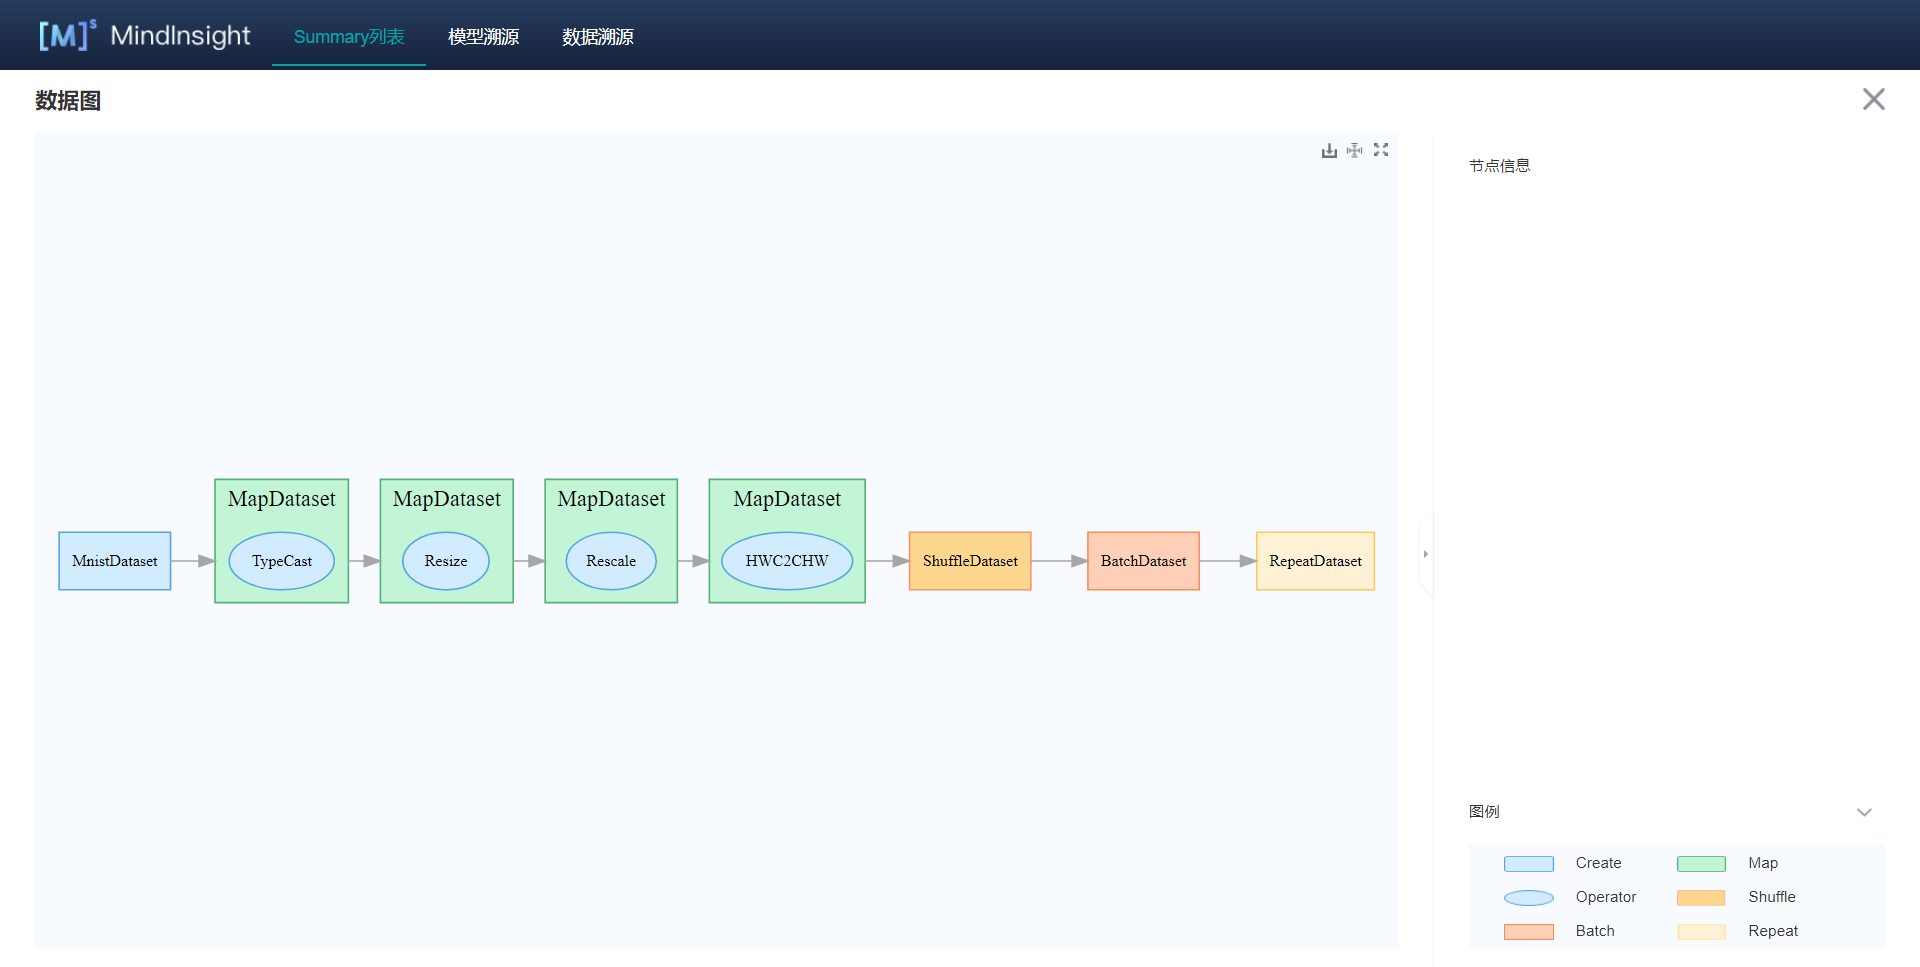 [M]s MindInsight Summary列表 模型溯源 数据溯源
数据图
节点信息
MapDataset MapDataset MapDataset MapDataset
MnistDataset TypeCast Resize Rescale HWC2CHW ShuffleDataset BatchDataset RepeatDataset
图例
Create Map
Operator Shuffle
Batch Repeat